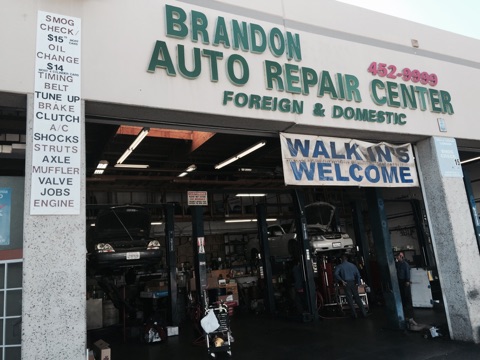 SMOG
CHECK/
$15
OIL
CHANGE
$14
TIMING
BELT
TUNE UP
BRAKE
CLUTCH
A/C
SHOCKS
STRUTS
AXLE
MUFFLER
VALVE
JOBS
ENGINE
BRANDON
AUTO REPAIR CENTER
452-9999
FOREIGN & DOMESTIC
WALK IN'S
WELCOME